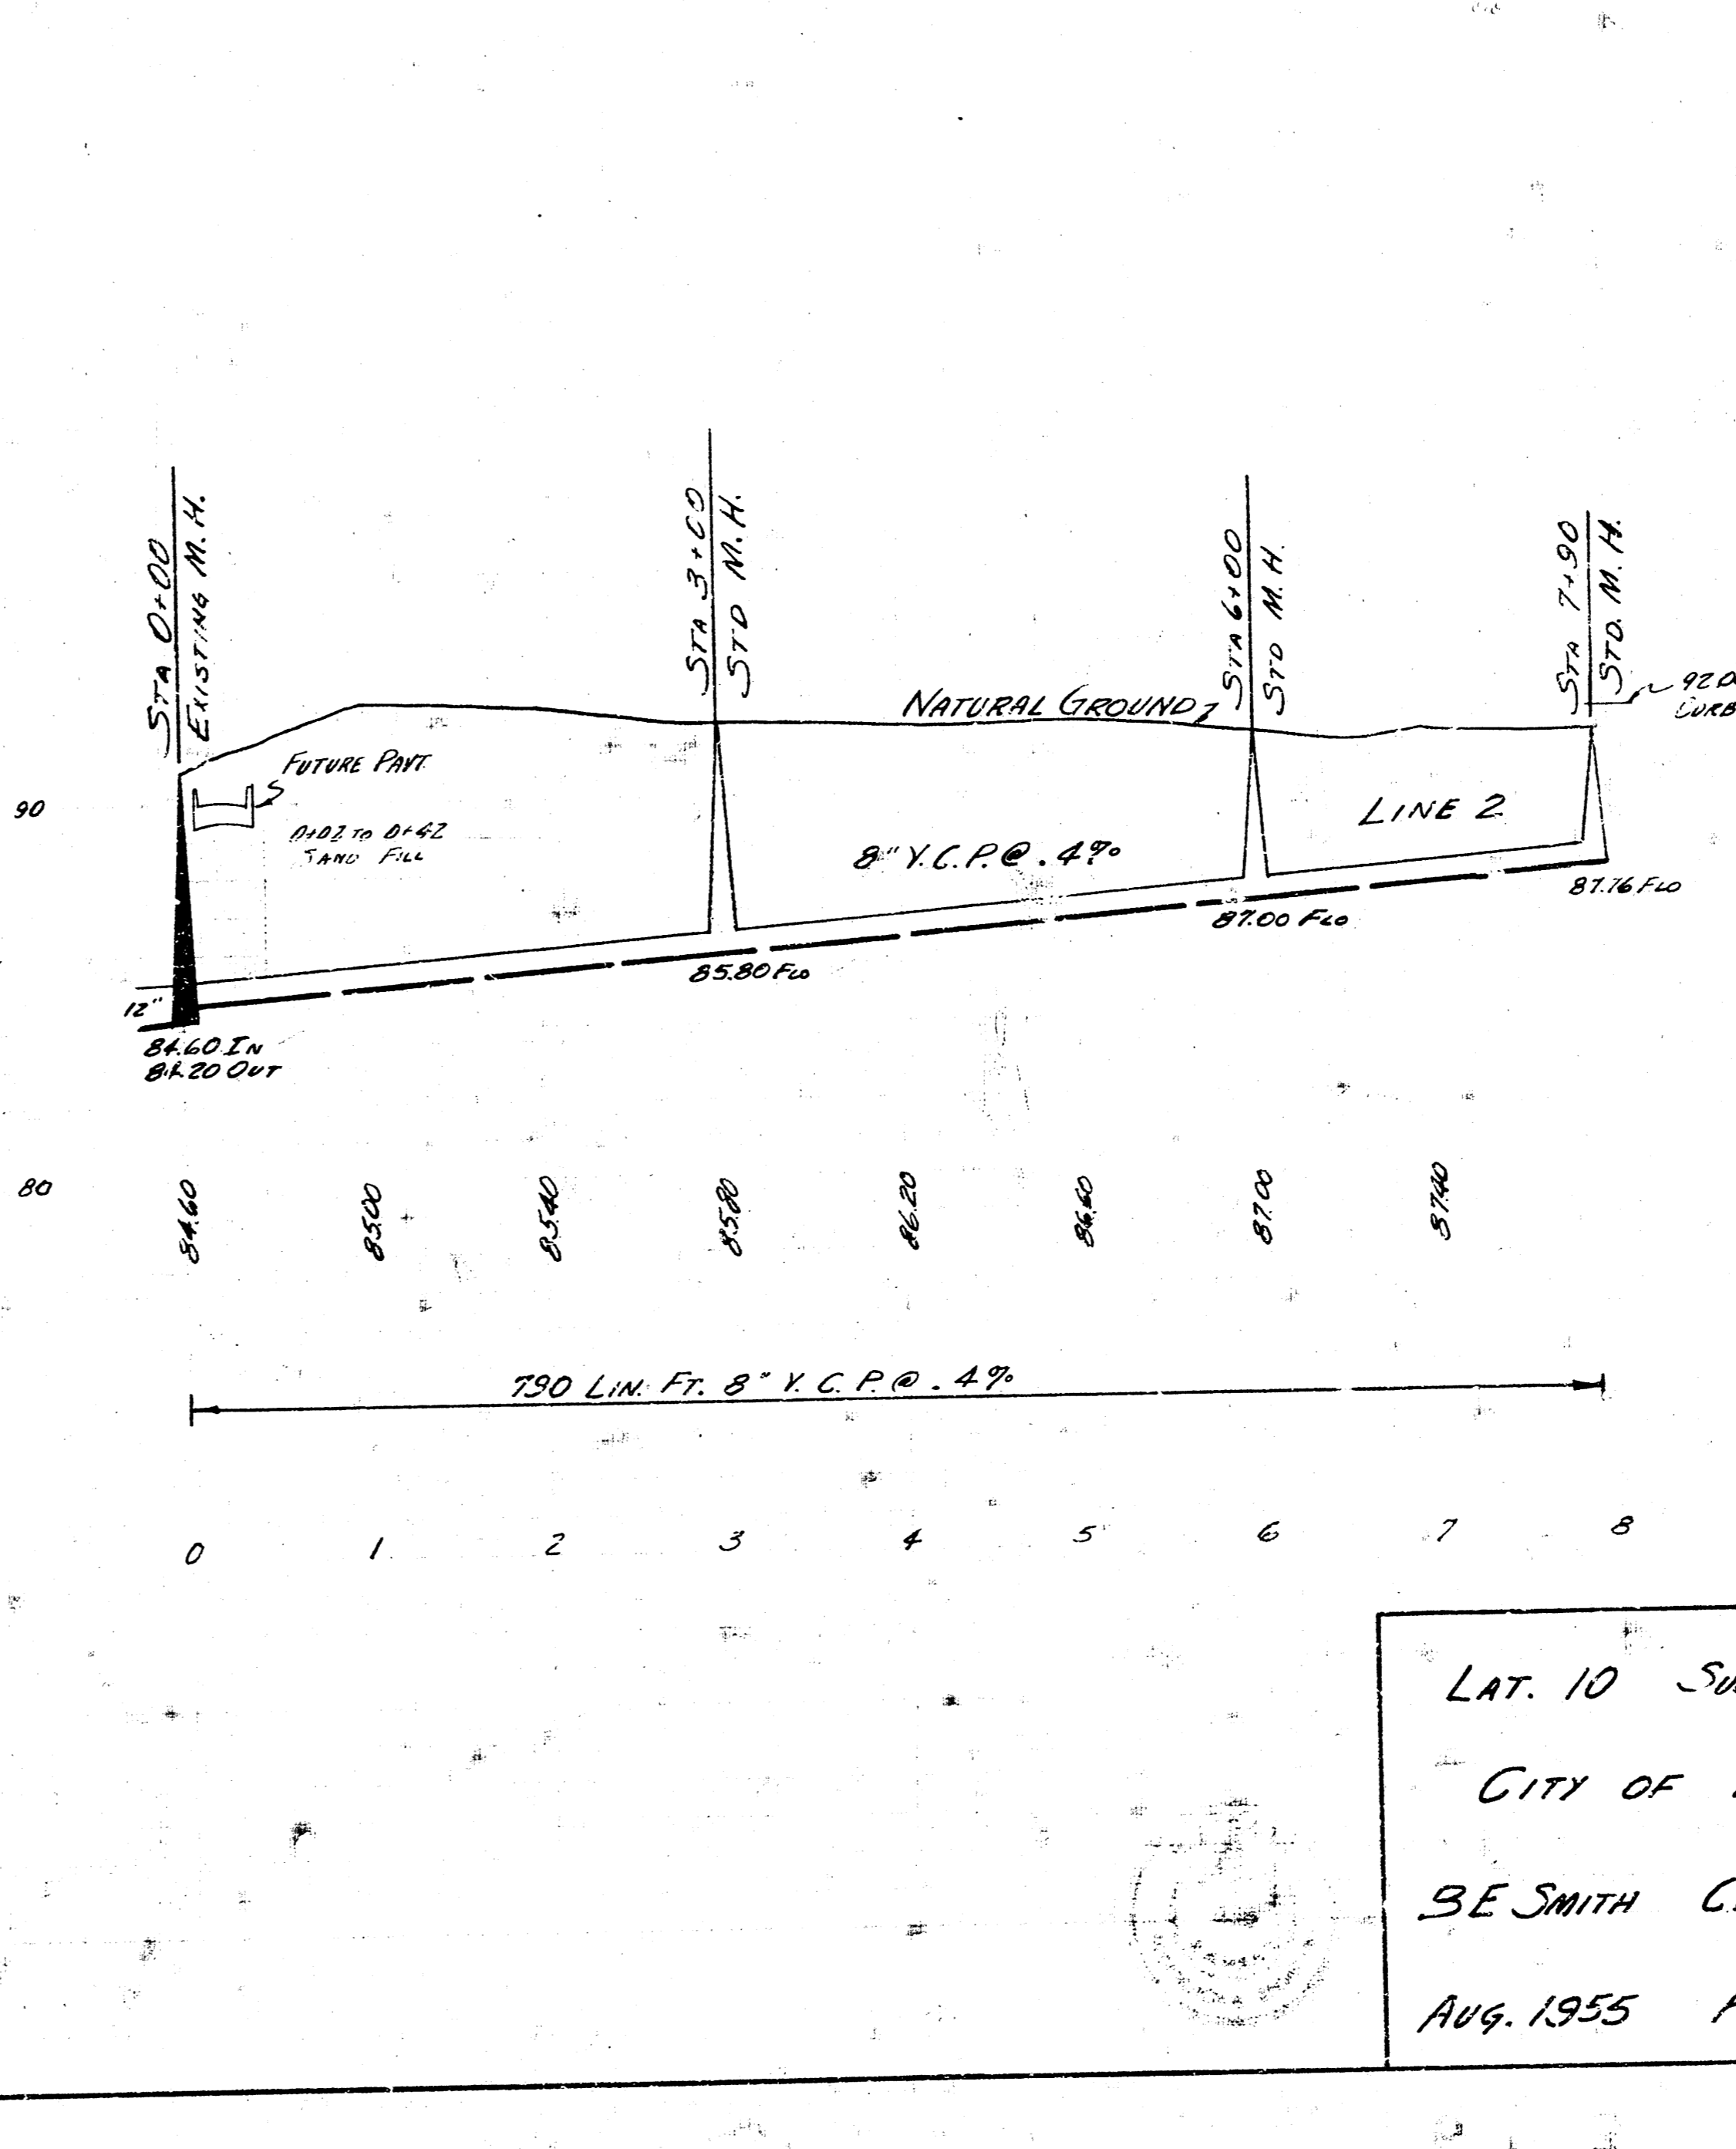 STA 0+00
EXISTING M.H.
STA 3+00
STD M.H.
STA 6+00
STD M.H.
STA 7+90
STD. M.H.
NATURAL GROUND
CURB
FUTURE PAVT.
90
0+02 TO 0+42
SAND FILL
8" V.C.P. @ .4%
LINE 2
87.76 FLO
87.00 FLO
85.80 FLO
12"
84.60 IN
84.20 OUT
80
84.60
85.00
85.40
85.80
86.20
86.60
87.00
87.40
790 LIN. FT. 8" V.C.P. @ .4%
0 1 2 3 4 5 6 7 8
LAT. 10
CITY OF
BE SMITH
AUG. 1955